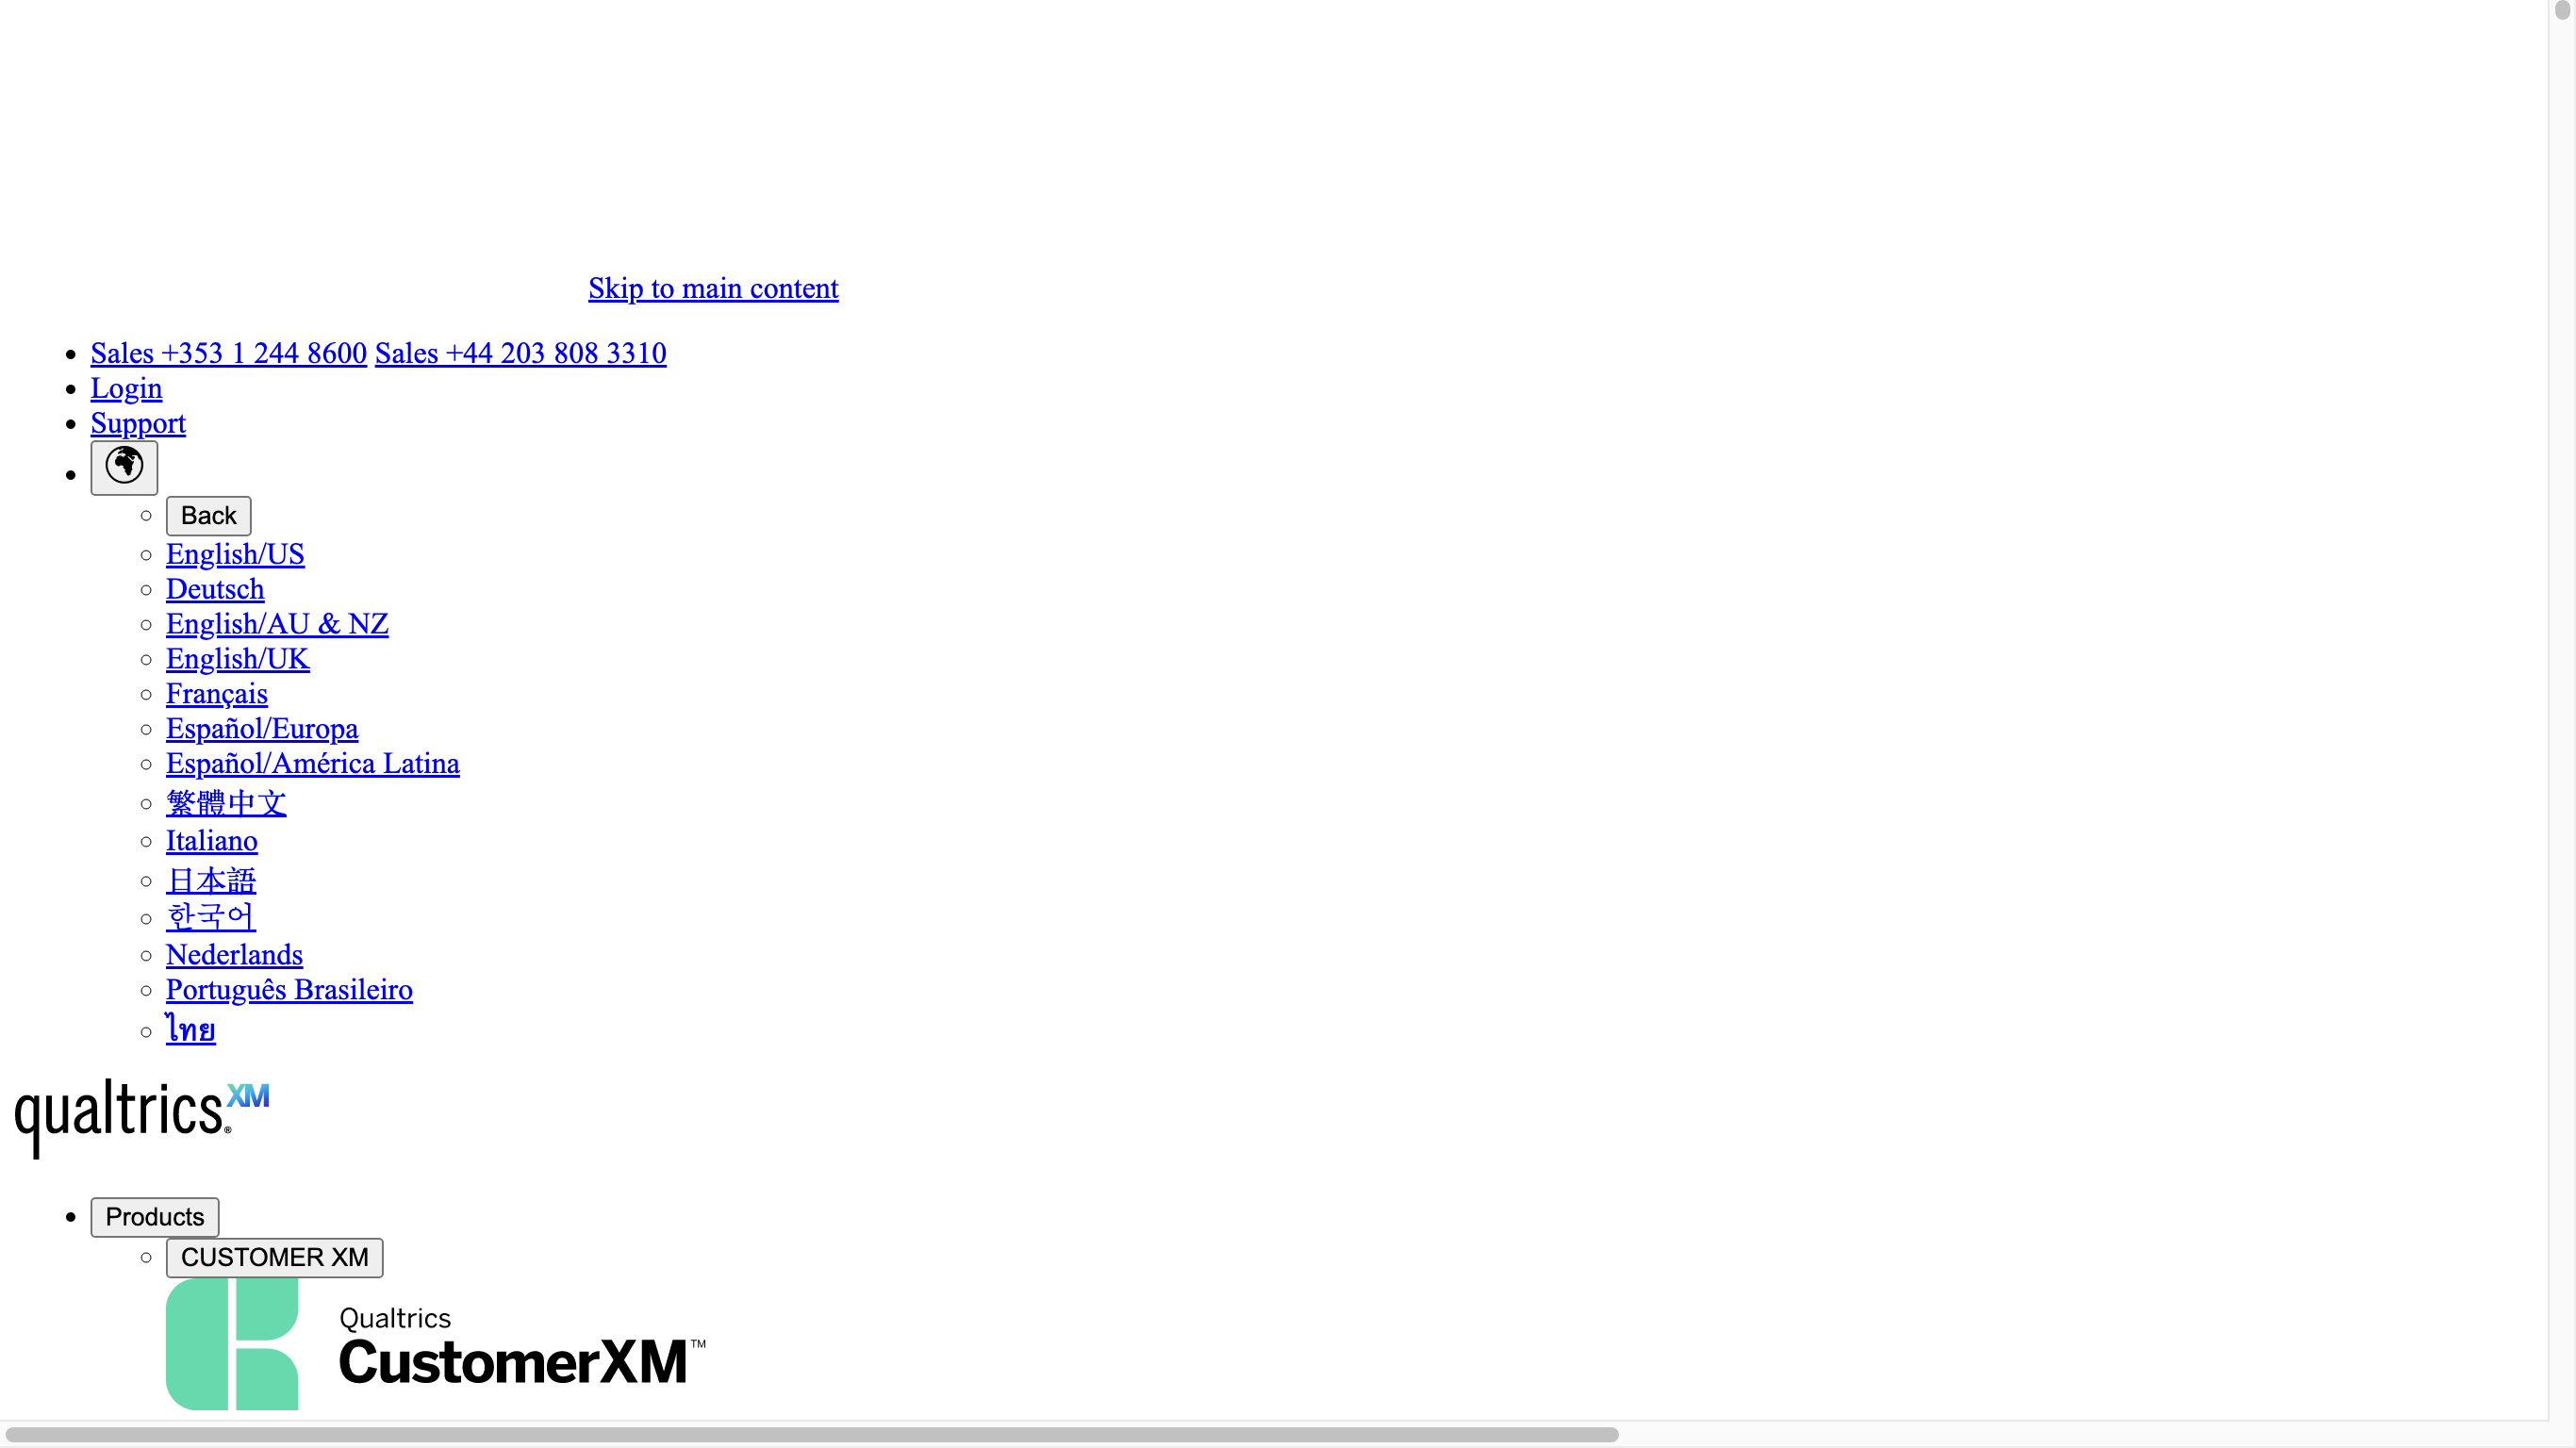 Skip to main content
Sales +353 1 244 8600 Sales +44 203 808 3310
Login
Support
Back
English/US
Deutsch
English/AU & NZ
English/UK
Français
Español/Europa
Español/América Latina
繁體中文
Italiano
日本語
한국어
Nederlands
Português Brasileiro
ไทย
qualtrics.XM®
Products
CUSTOMER XM
Qualtrics
CustomerXM™